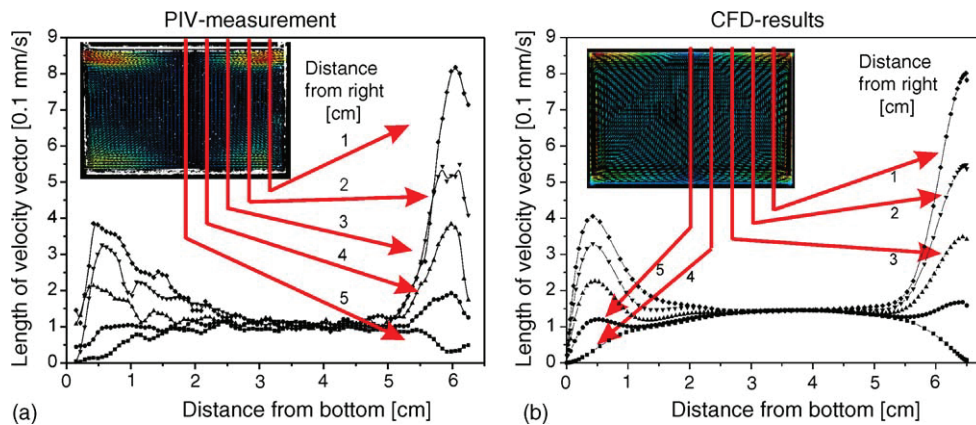 PIV-measurement
Length of velocity vector [0.1 mm/s]
9
8
7
6
5
4
3
2
1
0
Distance
from right
[cm]
1
2
3
4
5
0 1 2 3 4 5 6
Distance from bottom [cm]
(a)
CFD-results
Length of velocity vector [0.1 mm/s]
9
8
7
6
5
4
3
2
1
0
Distance
from right
[cm]
1
2
3
5
4
0 1 2 3 4 5 6
Distance from bottom [cm]
(b)